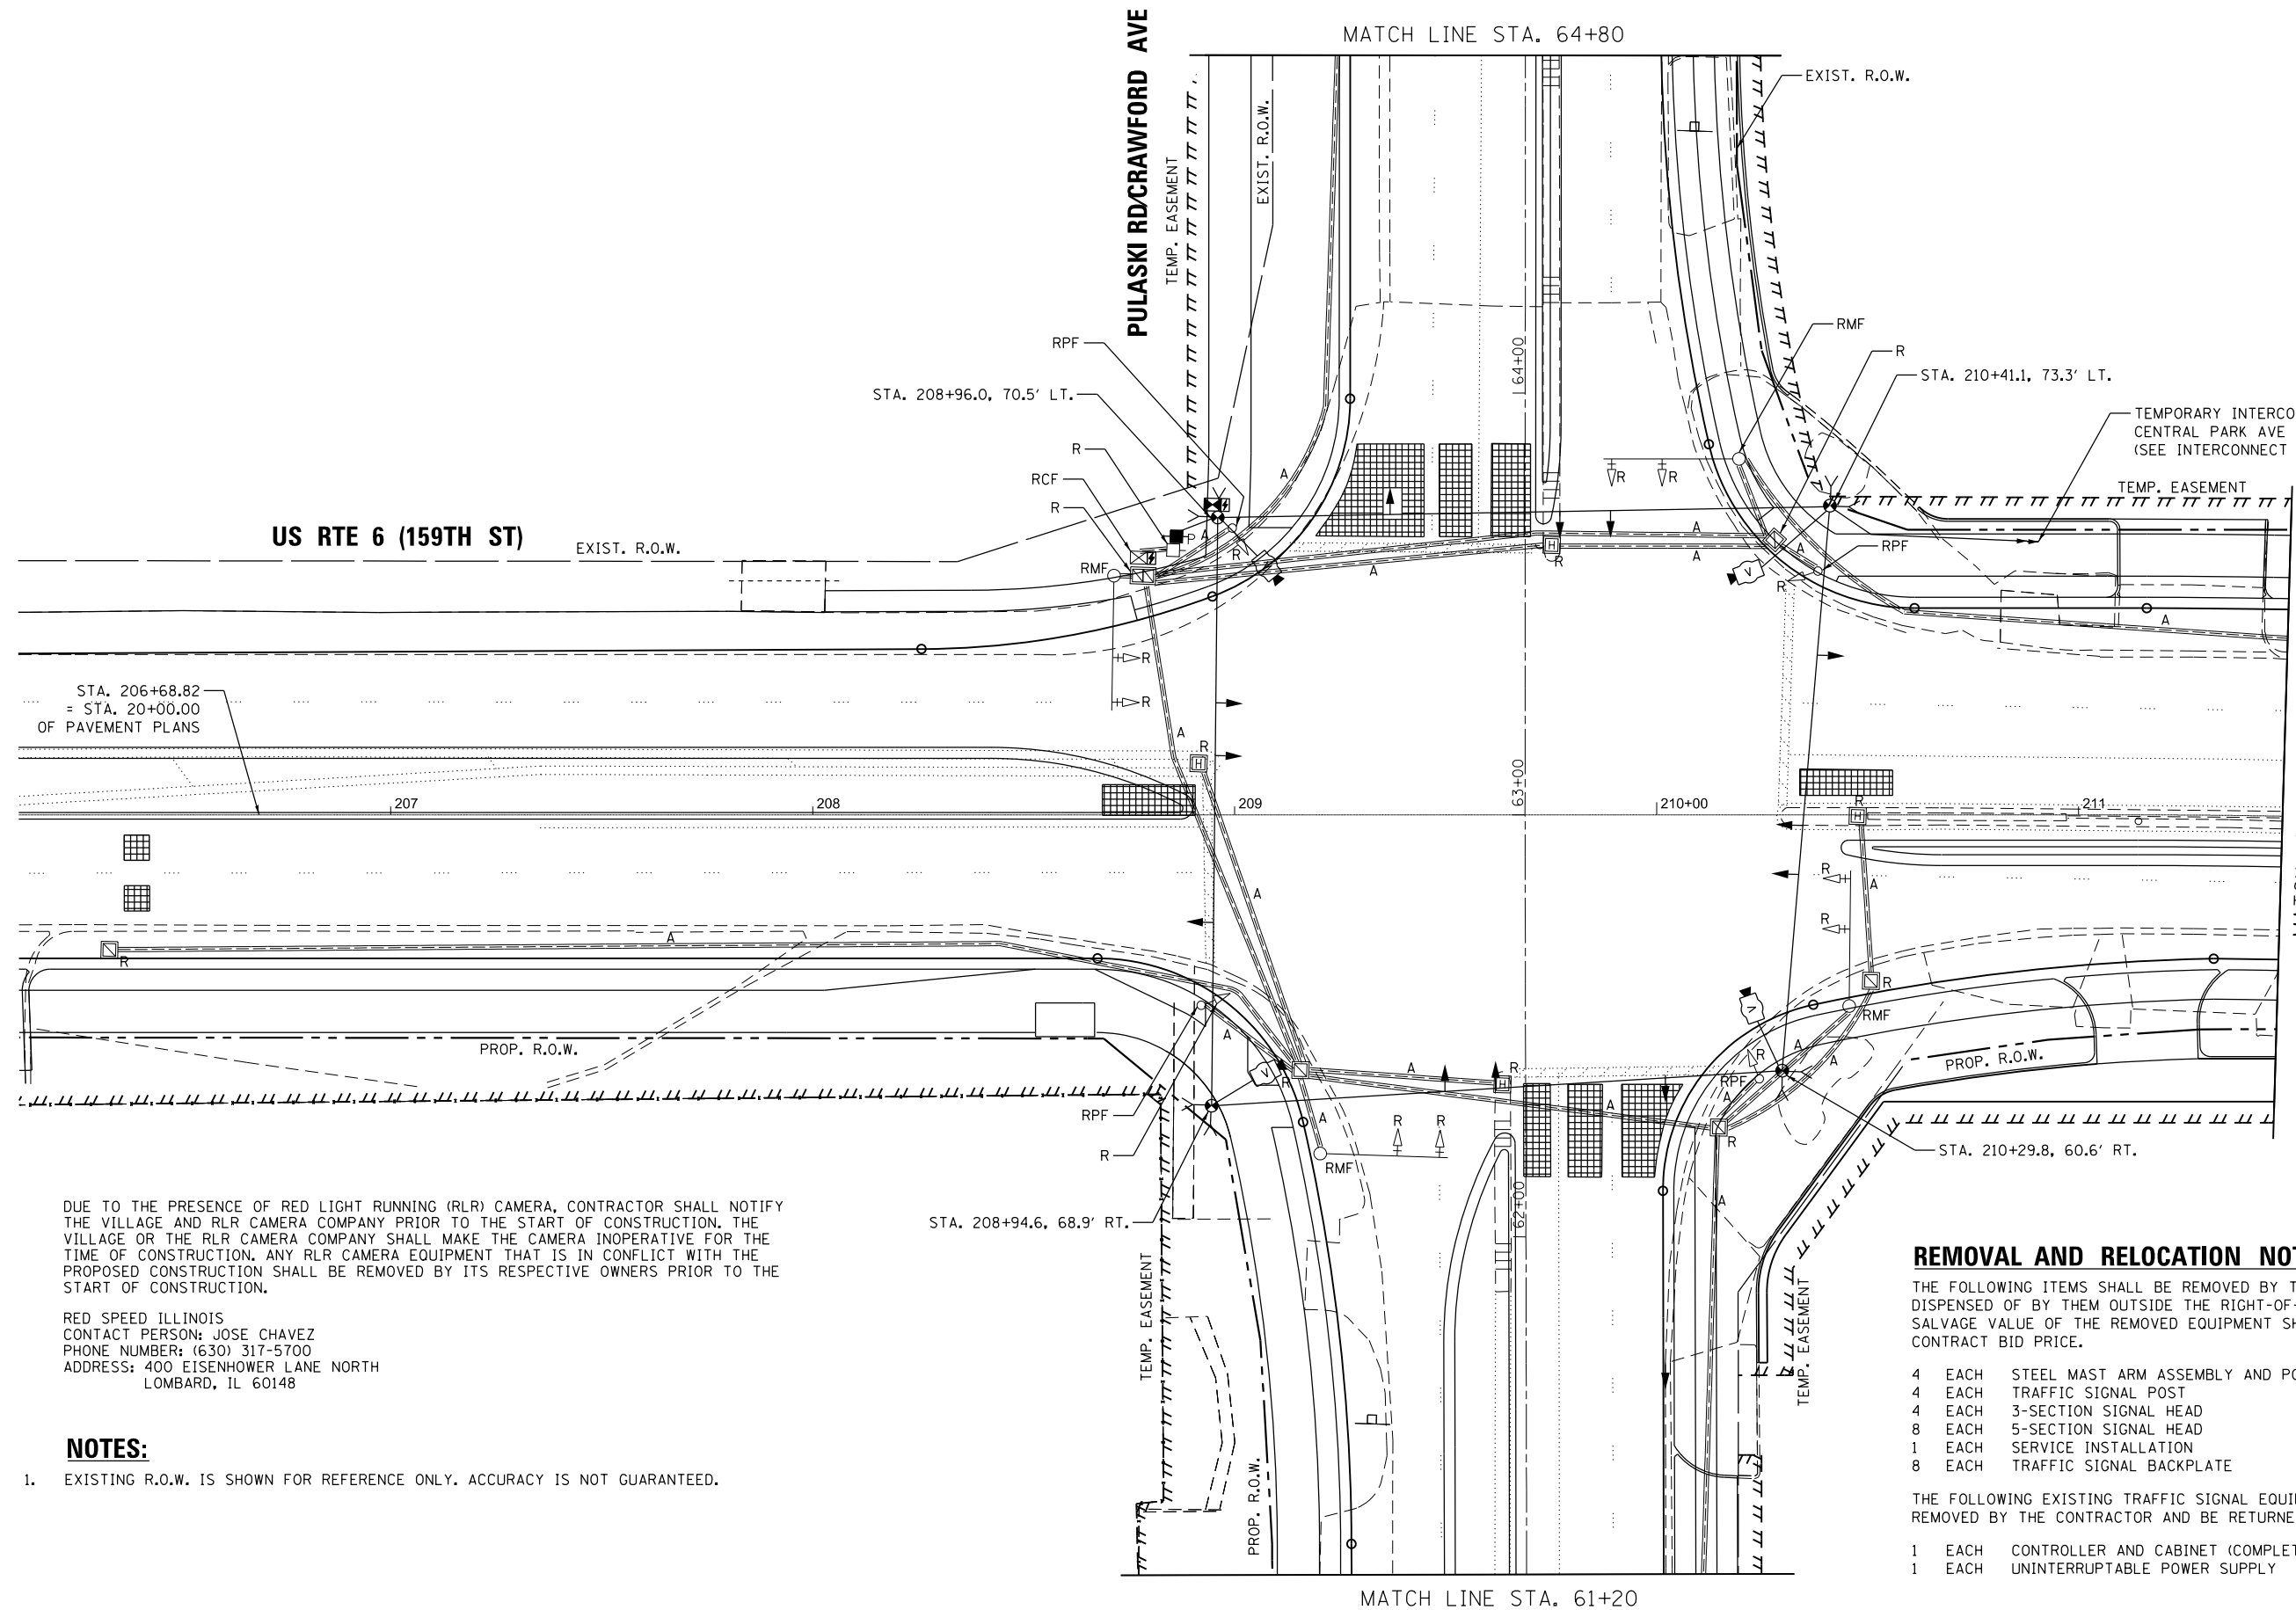 MATCH LINE STA. 64+80
PULASKI RD/CRAWFORD AVE
TEMP. EASEMENT
EXIST. R.O.W.
EXIST. R.O.W.
64+00
RMF
R
STA. 210+41.1, 73.3' LT.
TEMPORARY INTERCO
CENTRAL PARK AVE
(SEE INTERCONNECT
TEMP. EASEMENT
RPF
STA. 208+96.0, 70.5' LT.
R
RCF
R
US RTE 6 (159TH ST)
EXIST. R.O.W.
RMF
P
A
R
A
A
R
A
A
R
R
A
RPF
R
V
A
R
R
STA. 206+68.82
= STA. 20+00.00
OF PAVEMENT PLANS
A
R
H
H
207
208
209
63+00
210+00
211
R
H
R
R
A
A
A
R
R
RMF
A
A
R
RPF
A
V
V
PROP. R.O.W.
PROP. R.O.W.
A
R
A
R
H
A
A
R
R
R
RMF
RPF
R
STA. 208+94.6, 68.9' RT.
STA. 210+29.8, 60.6' RT.
62+00
A
TEMP. EASEMENT
TEMP. EASEMENT
PROP. R.O.W.
DUE TO THE PRESENCE OF RED LIGHT RUNNING (RLR) CAMERA, CONTRACTOR SHALL NOTIFY
THE VILLAGE AND RLR CAMERA COMPANY PRIOR TO THE START OF CONSTRUCTION. THE
VILLAGE OR THE RLR CAMERA COMPANY SHALL MAKE THE CAMERA INOPERATIVE FOR THE
TIME OF CONSTRUCTION. ANY RLR CAMERA EQUIPMENT THAT IS IN CONFLICT WITH THE
PROPOSED CONSTRUCTION SHALL BE REMOVED BY ITS RESPECTIVE OWNERS PRIOR TO THE
START OF CONSTRUCTION.
RED SPEED ILLINOIS
CONTACT PERSON: JOSE CHAVEZ
PHONE NUMBER: (630) 317-5700
ADDRESS: 400 EISENHOWER LANE NORTH
LOMBARD, IL 60148
NOTES:
1. EXISTING R.O.W. IS SHOWN FOR REFERENCE ONLY. ACCURACY IS NOT GUARANTEED.
REMOVAL AND RELOCATION NOT
THE FOLLOWING ITEMS SHALL BE REMOVED BY T
DISPENSED OF BY THEM OUTSIDE THE RIGHT-OF-
SALVAGE VALUE OF THE REMOVED EQUIPMENT SH
CONTRACT BID PRICE.
4 EACH STEEL MAST ARM ASSEMBLY AND PO
4 EACH TRAFFIC SIGNAL POST
4 EACH 3-SECTION SIGNAL HEAD
8 EACH 5-SECTION SIGNAL HEAD
1 EACH SERVICE INSTALLATION
8 EACH TRAFFIC SIGNAL BACKPLATE
THE FOLLOWING EXISTING TRAFFIC SIGNAL EQUI
REMOVED BY THE CONTRACTOR AND BE RETURNE
1 EACH CONTROLLER AND CABINET (COMPLET
1 EACH UNINTERRUPTABLE POWER SUPPLY
MATCH LINE STA. 61+20